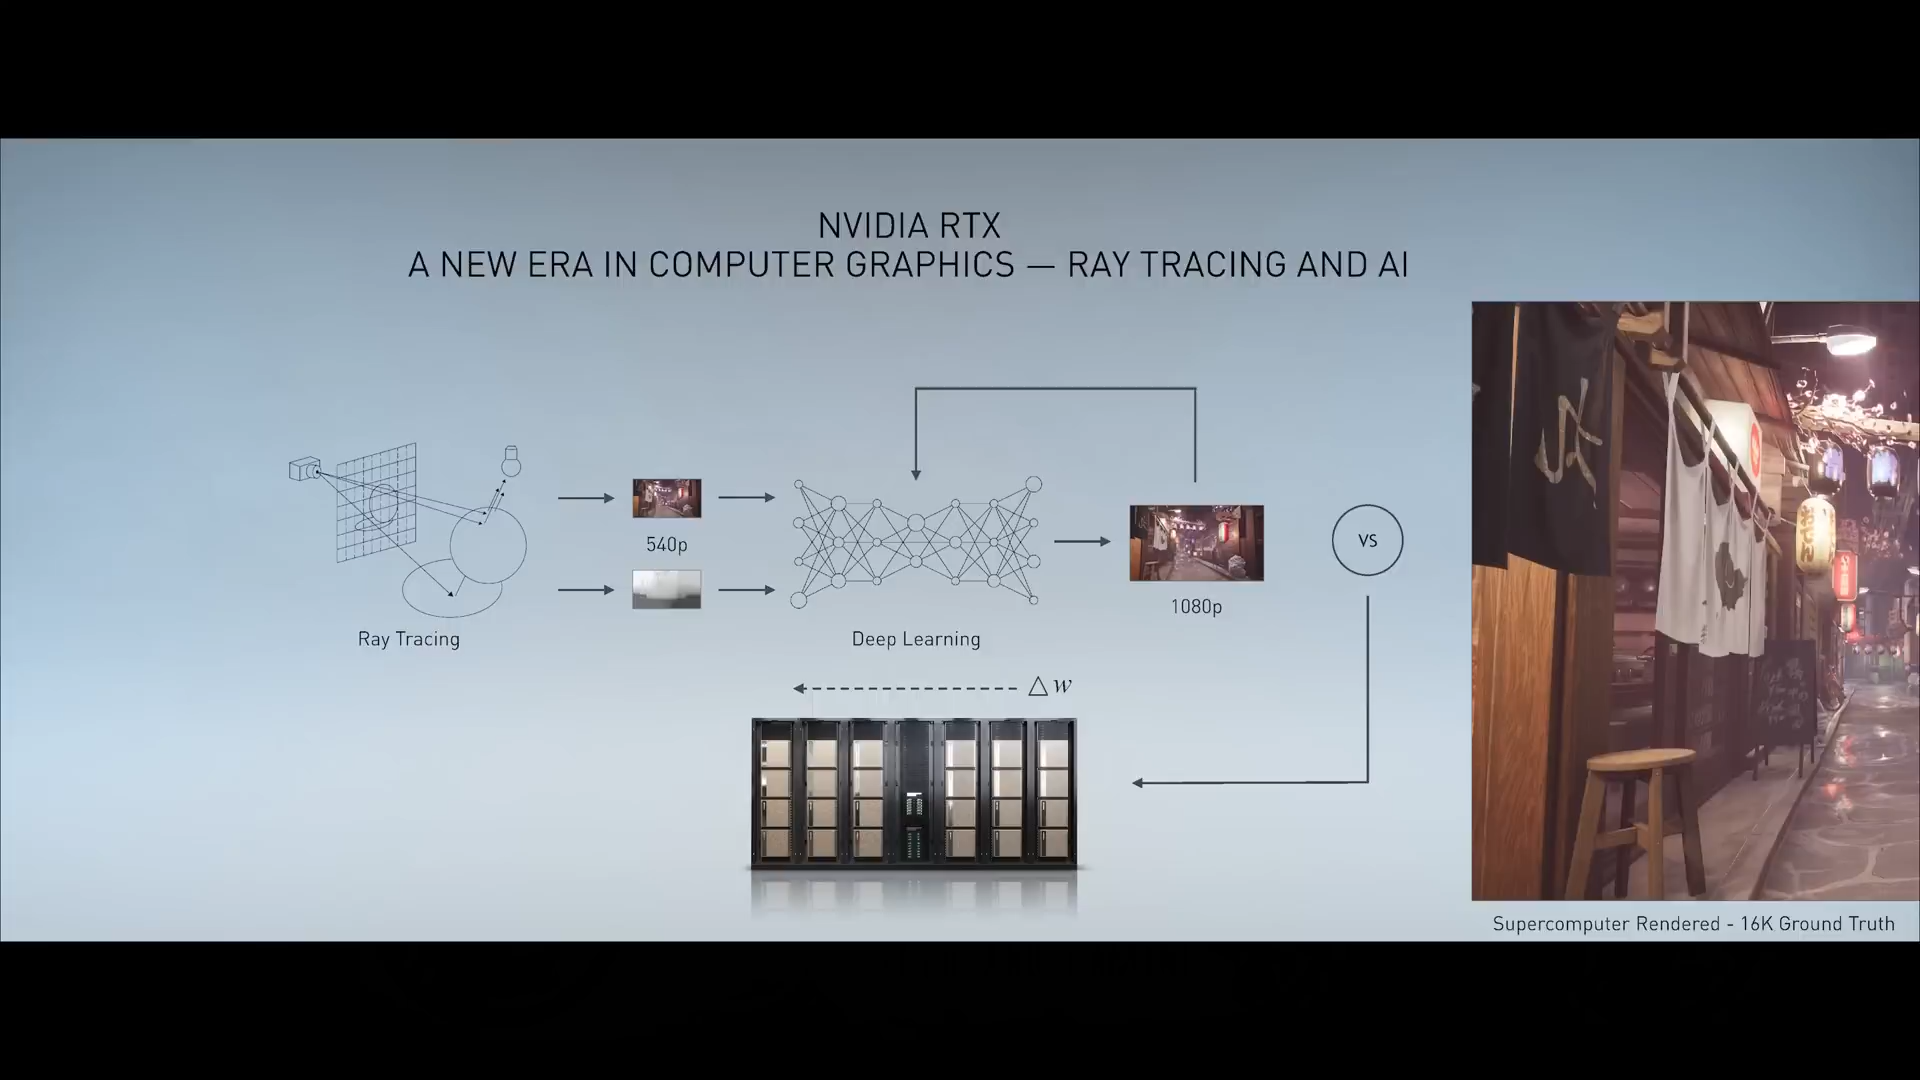 NVIDIA RTX
A NEW ERA IN COMPUTER GRAPHICS — RAY TRACING AND AI
540p
1080p
VS
Ray Tracing
Deep Learning
△w
Supercomputer Rendered - 16K Ground Truth